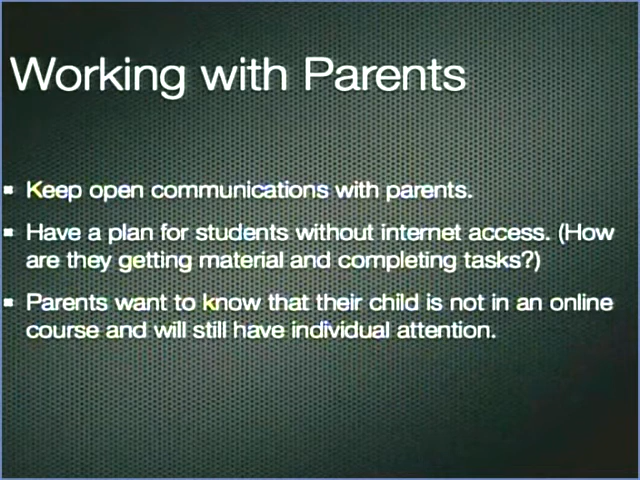 Working with Parents
Keep open communications with parents.
Have a plan for students without internet access. (How
are they getting material and completing tasks?)
Parents want to know that their child is not in an online
course and will still have individual attention.